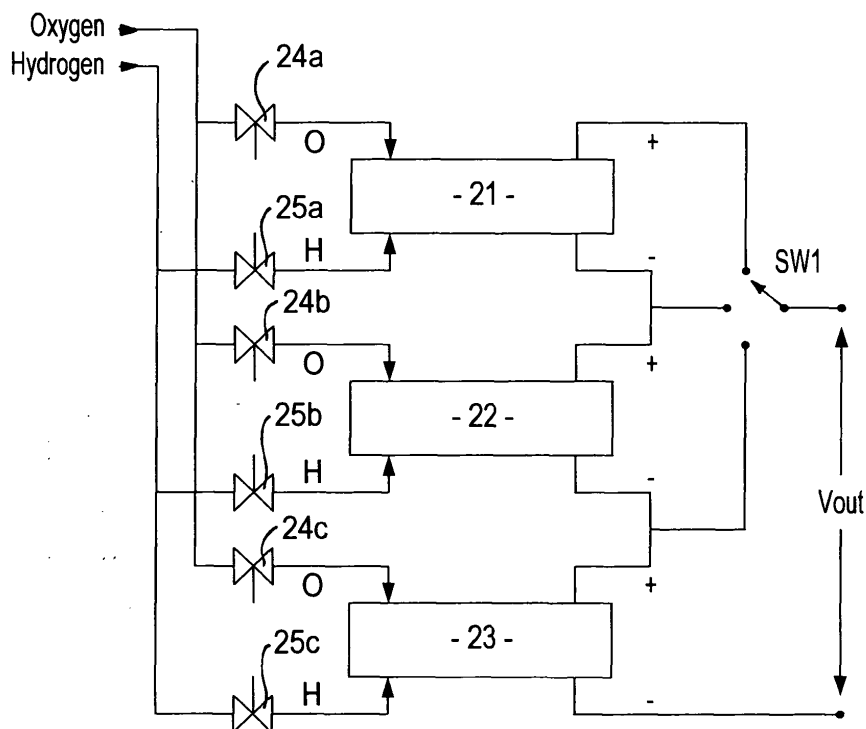 Oxygen
Hydrogen
24a
O
+
- 21 -
25a
H
-
SW1
24b
O
+
- 22 -
25b
H
-
Vout
24c
O
+
- 23 -
25c
H
-